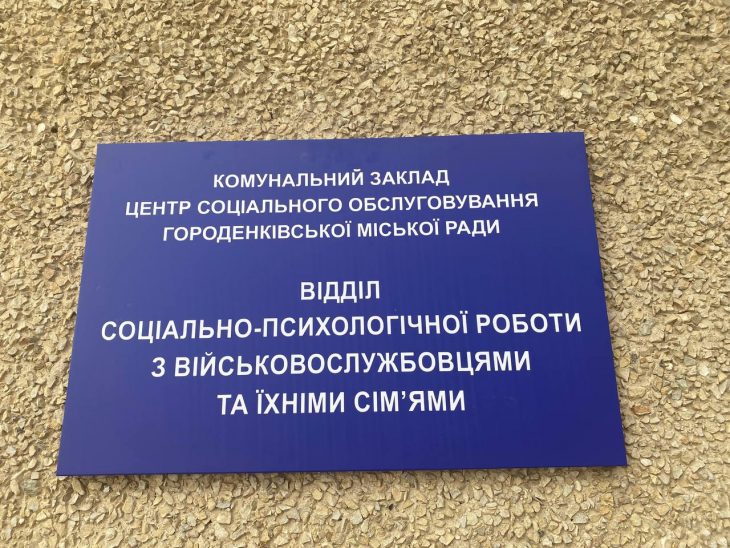 КОМУНАЛЬНИЙ ЗАКЛАД
ЦЕНТР СОЦІАЛЬНОГО ОБСЛУГОВУВАННЯ
ГОРОДЕНКІВСЬКОЇ МІСЬКОЇ РАДИ
ВІДДІЛ
СОЦІАЛЬНО-ПСИХОЛОГІЧНОЇ РОБОТИ
З ВІЙСЬКОВОСЛУЖБОВЦЯМИ
ТА ЇХНІМИ СІМ’ЯМИ